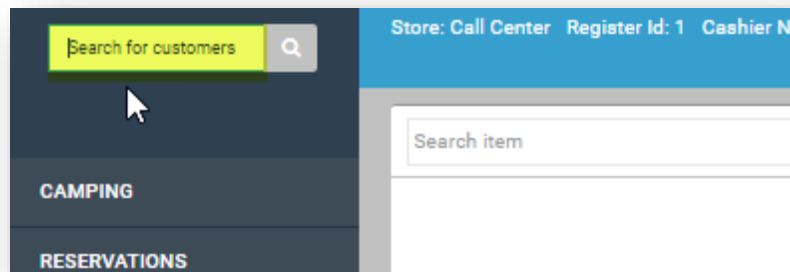 Search for customers
Store: Call Center Register Id: 1 Cashier N
Search item
CAMPING
RESERVATIONS